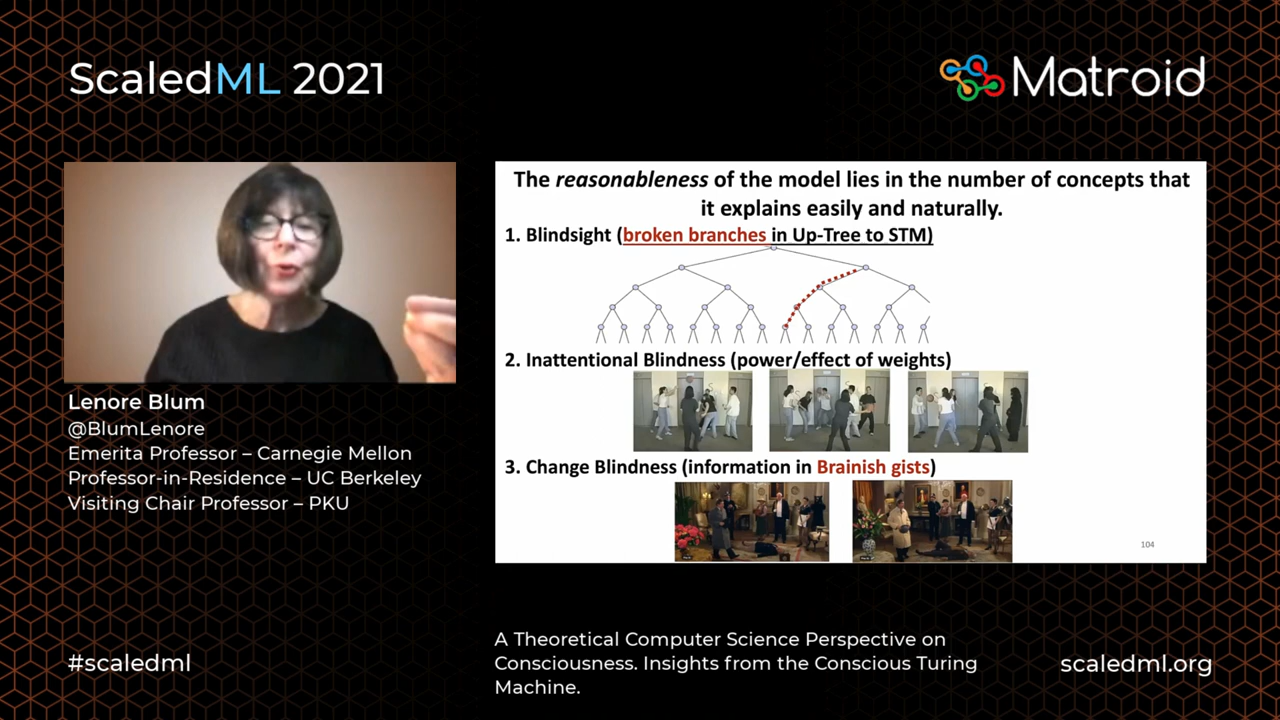 ScaledML 2021
Matroid
The reasonableness of the model lies in the number of concepts that
it explains easily and naturally.
1. Blindsight (broken branches in Up-Tree to STM)
2. Inattentional Blindness (power/effect of weights)
3. Change Blindness (information in Brainish gists)
104
Lenore Blum
@BlumLenore
Emerita Professor – Carnegie Mellon
Professor-in-Residence – UC Berkeley
Visiting Chair Professor – PKU
#scaledml
A Theoretical Computer Science Perspective on
Consciousness. Insights from the Conscious Turing
Machine.
scaledml.org